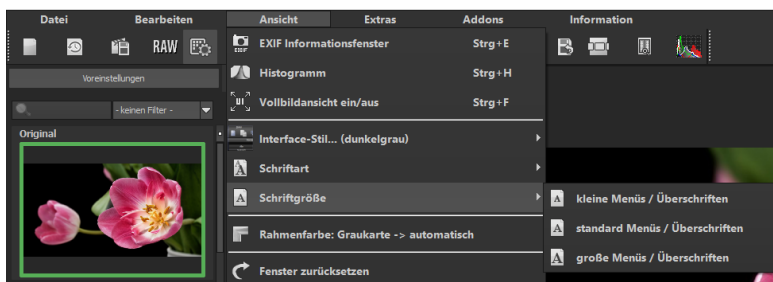 Datei Bearbeiten Ansicht Extras Addons Information
RAW
EXIF
EXIF Informationsfenster Strg+E
Voreinstellungen
Histogramm Strg+H
UI
Vollbildansicht ein/aus Strg+F
- keinen Filter -
Original
Interface-Stil... (dunkelgrau)
A Schriftart
A Schriftgröße
A kleine Menüs / Überschriften
A standard Menüs / Überschriften
A große Menüs / Überschriften
Rahmenfarbe: Graukarte -> automatisch
Fenster zurücksetzen